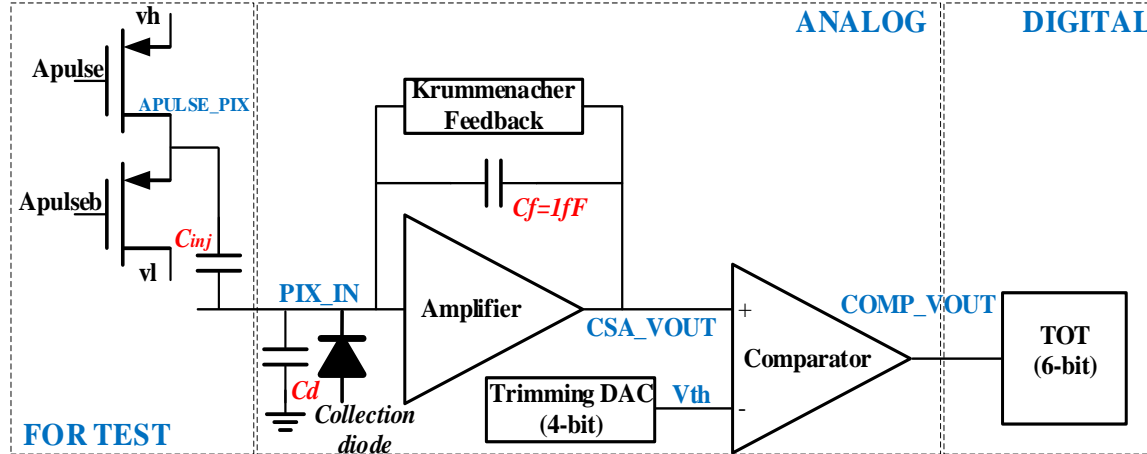 vh
ANALOG
DIGITAL
Apulse
APULSE_PIX
Krummenacher
Feedback
Cf=1fF
Apulseb
Cinj
vl
PIX_IN
Amplifier
CSA_VOUT
+
Comparator
COMP_VOUT
TOT
(6-bit)
Cd
Collection
diode
Trimming DAC
(4-bit)
Vth
-
FOR TEST